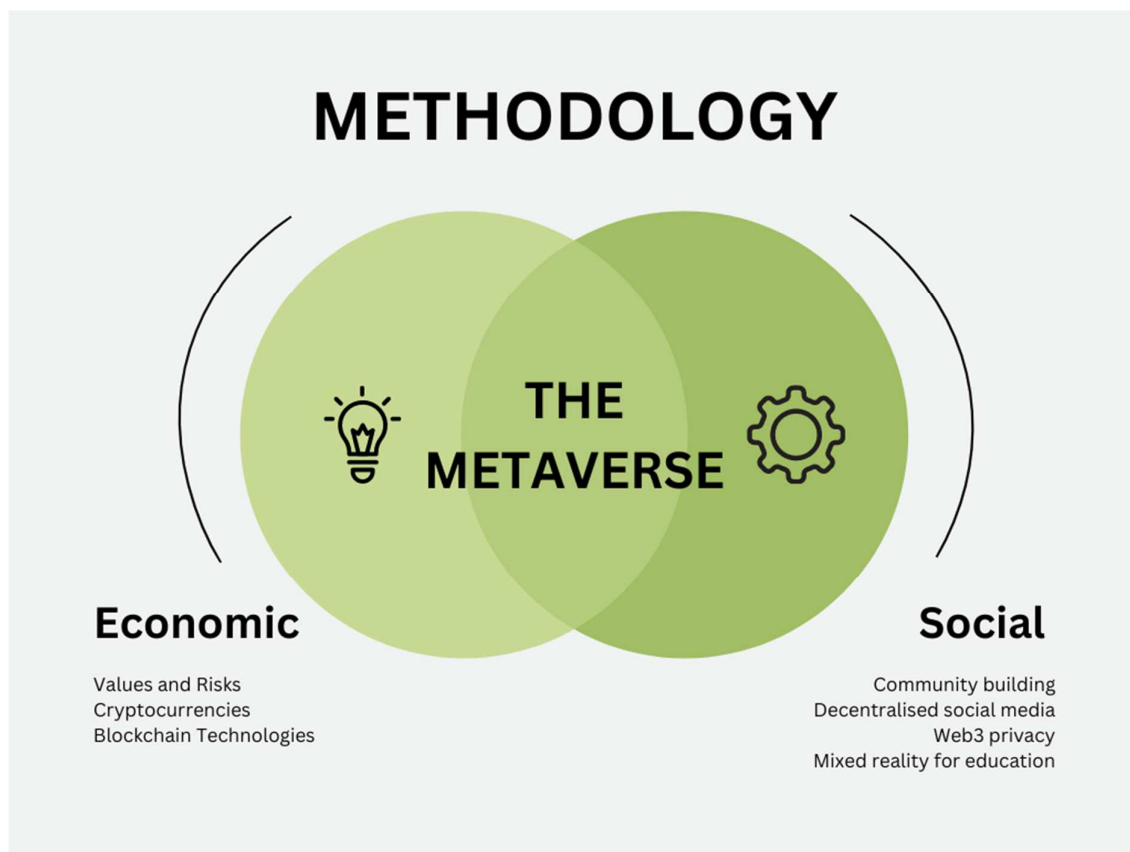 METHODOLOGY
THE
METAVERSE
Economic
Values and Risks
Cryptocurrencies
Blockchain Technologies
Social
Community building
Decentralised social media
Web3 privacy
Mixed reality for education